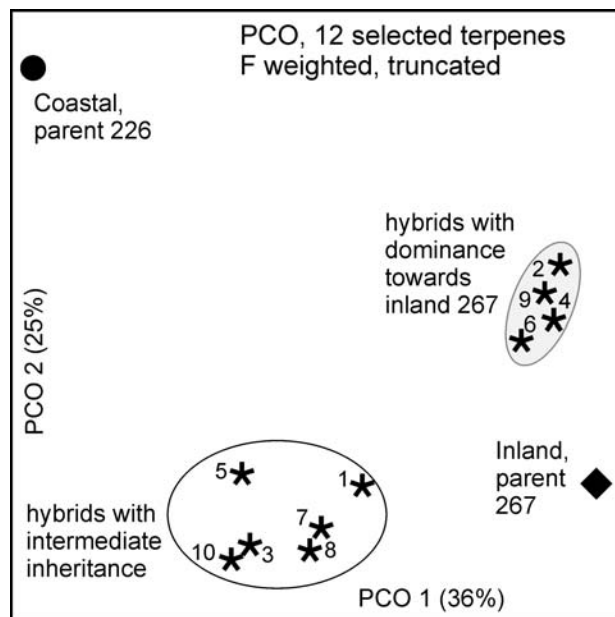 PCO, 12 selected terpenes
F weighted, truncated
Coastal,
parent 226
hybrids with
dominance
towards
inland 267
2
9
4
6
PCO 2 (25%)
Inland,
parent
267
5
1
7
8
3
10
hybrids with
intermediate
inheritance
PCO 1 (36%)